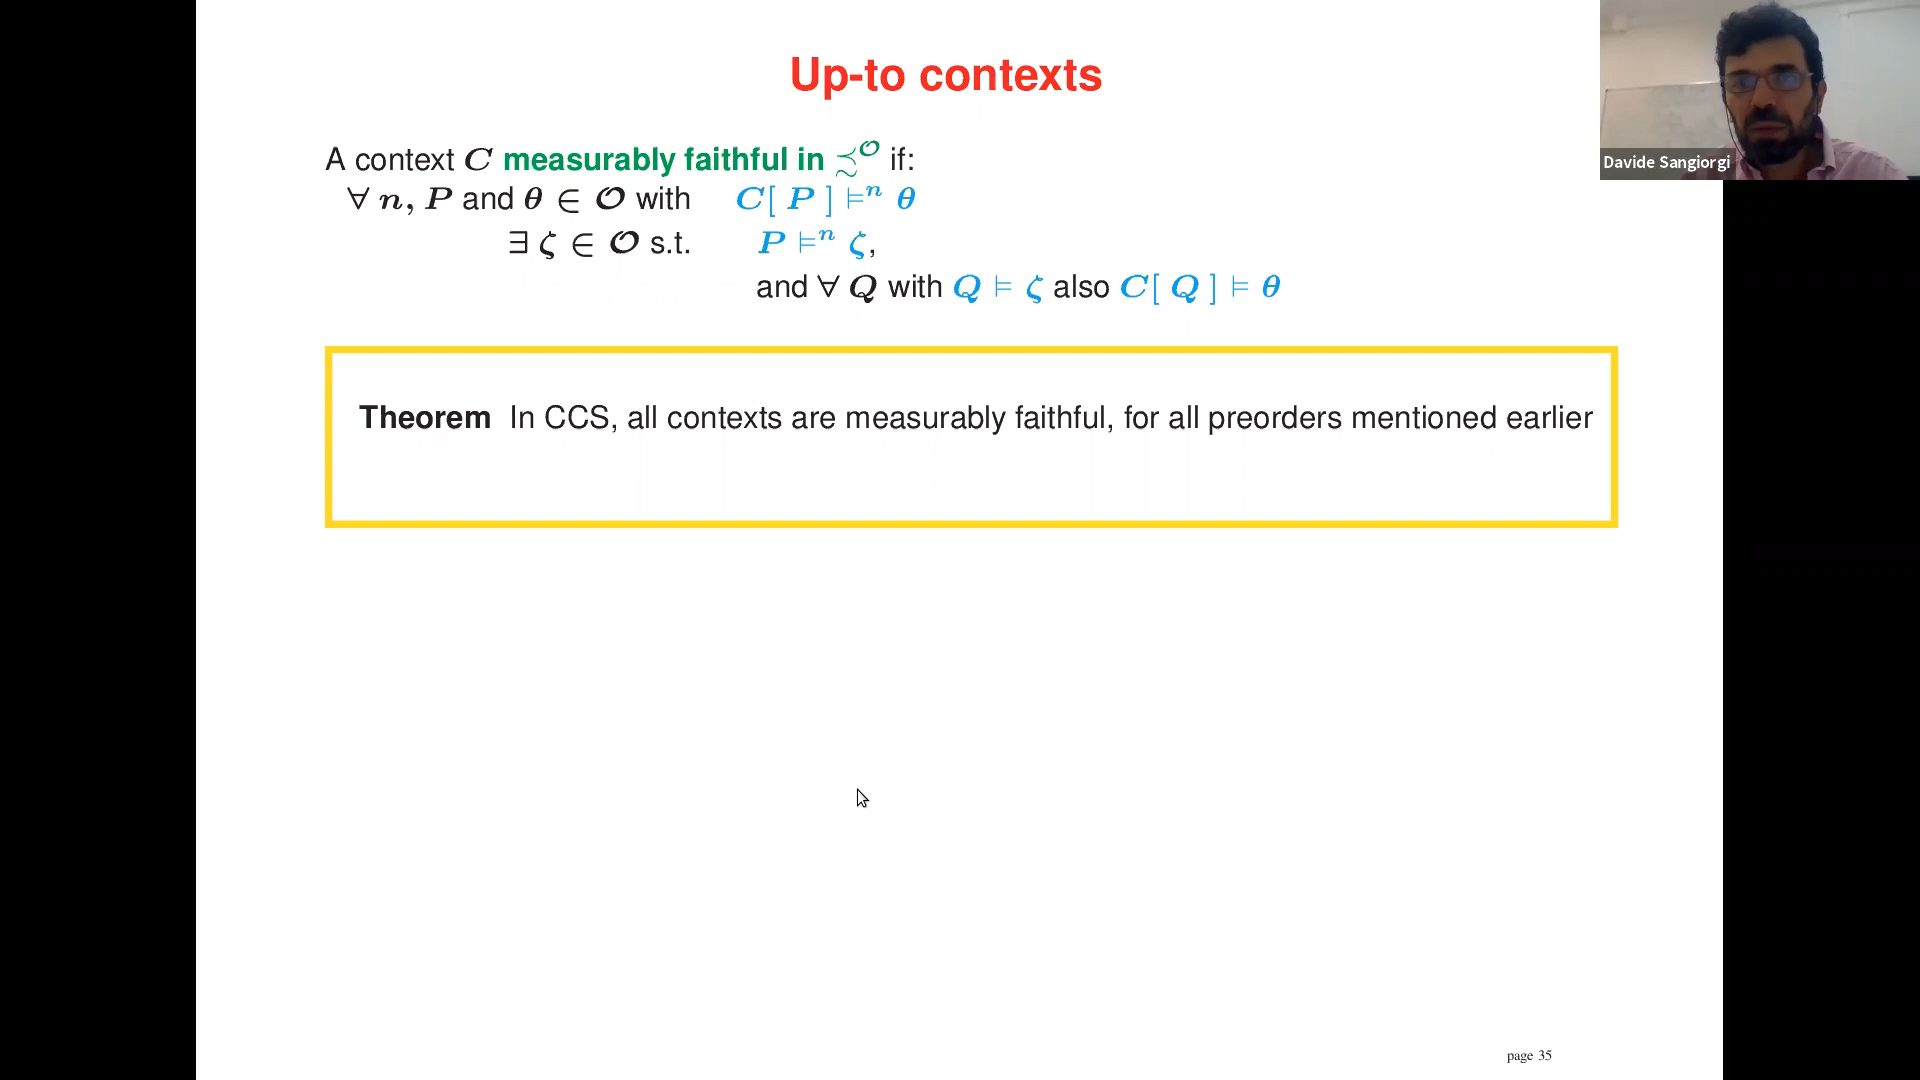 Up-to contexts
Davide Sangiorgi
A context C measurably faithful in ≾^𝒪 if:
∀ n, P and θ ∈ 𝒪 with C[ P ] ⊨ⁿ θ
∃ ζ ∈ 𝒪 s.t. P ⊨ⁿ ζ,
and ∀ Q with Q ⊨ ζ also C[ Q ] ⊨ θ
Theorem In CCS, all contexts are measurably faithful, for all preorders mentioned earlier
page 35